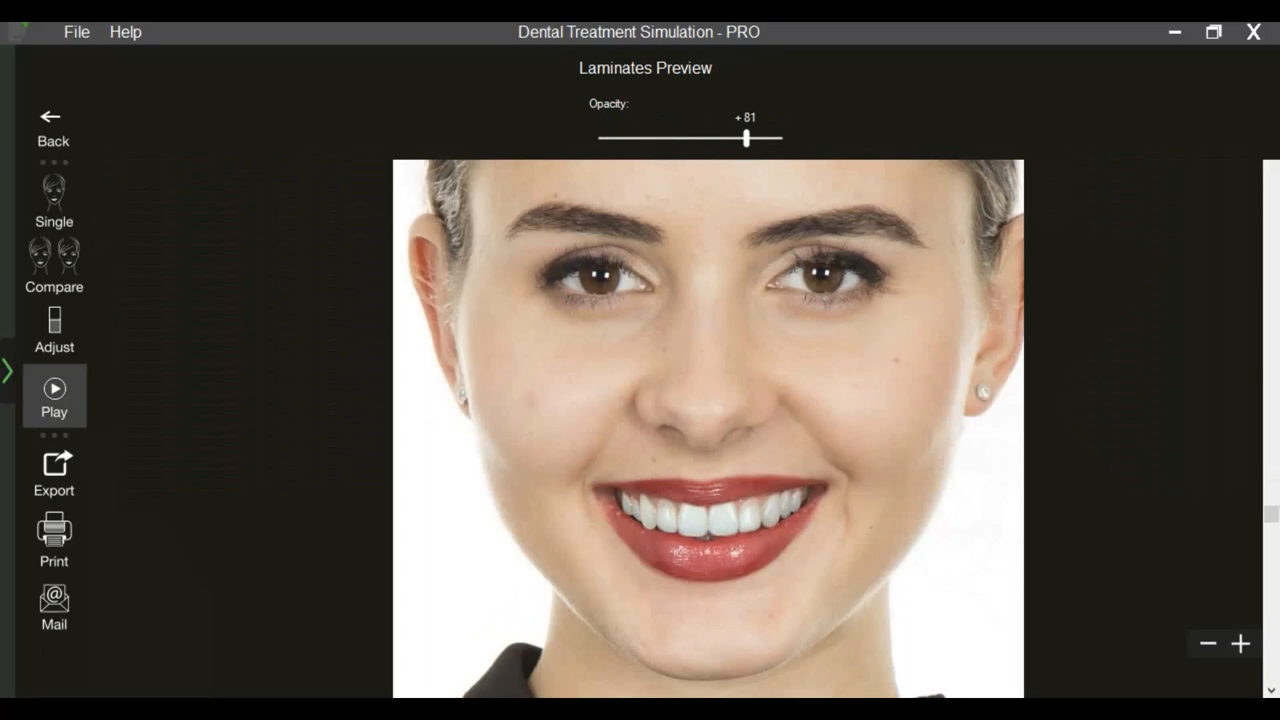 File Help Dental Treatment Simulation - PRO
Laminates Preview
Opacity:
+ 81
Back
Single
Compare
Adjust
Play
Export
Print
Mail